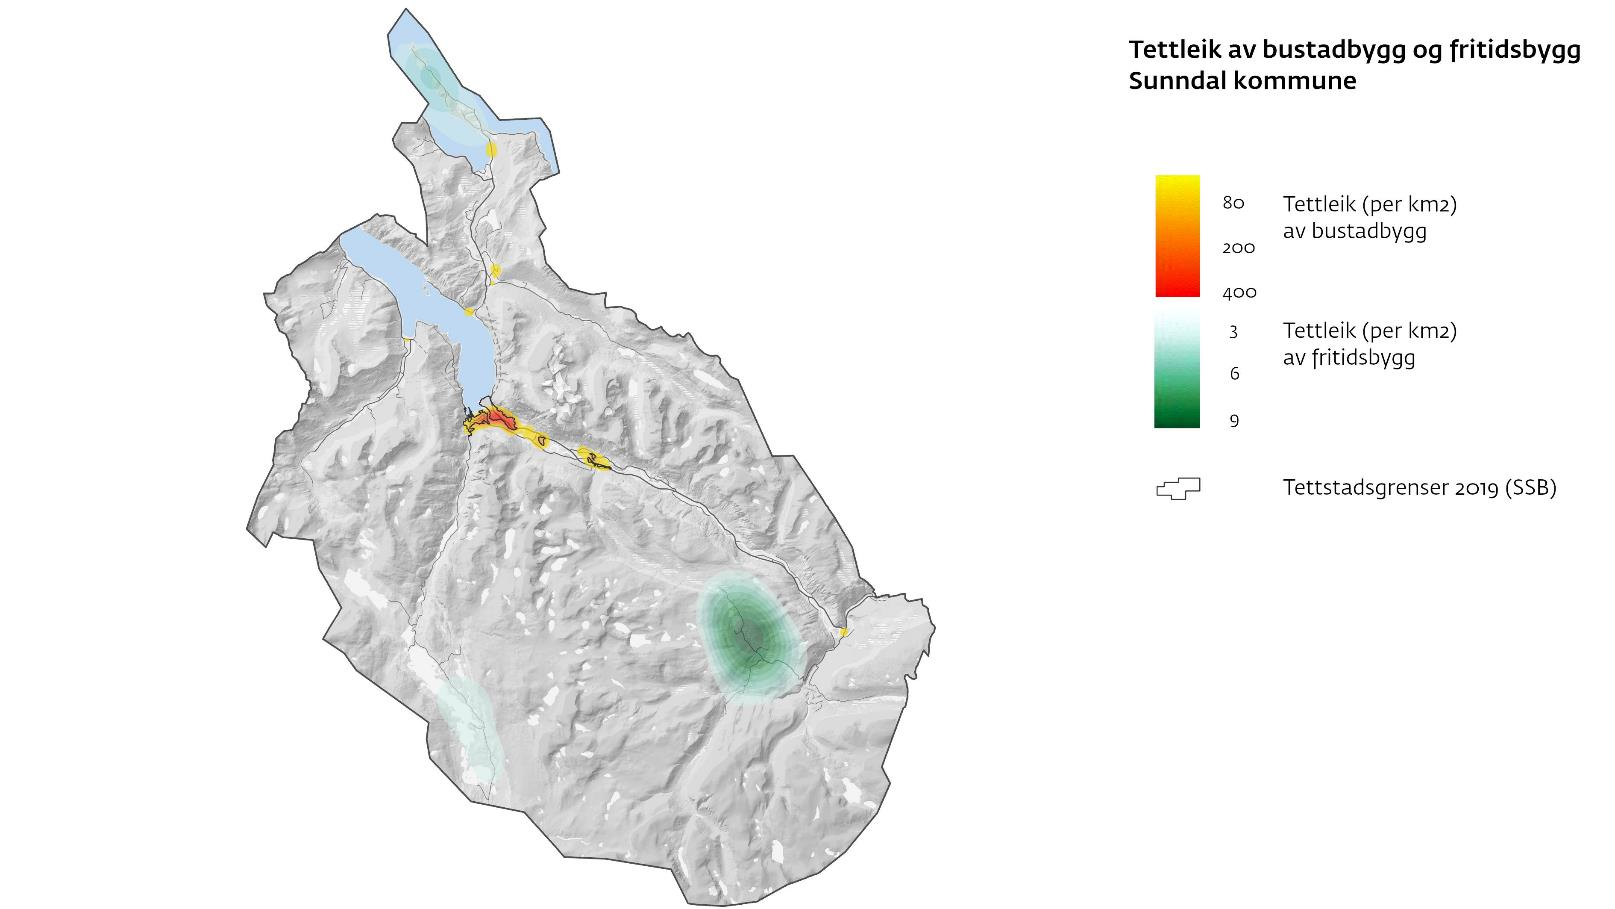 Tettleik av bustadbygg og fritidsbygg
Sunndal kommune
80
200
400
Tettleik (per km2)
av bustadbygg
3
6
9
Tettleik (per km2)
av fritidsbygg
Tettstadsgrenser 2019 (SSB)